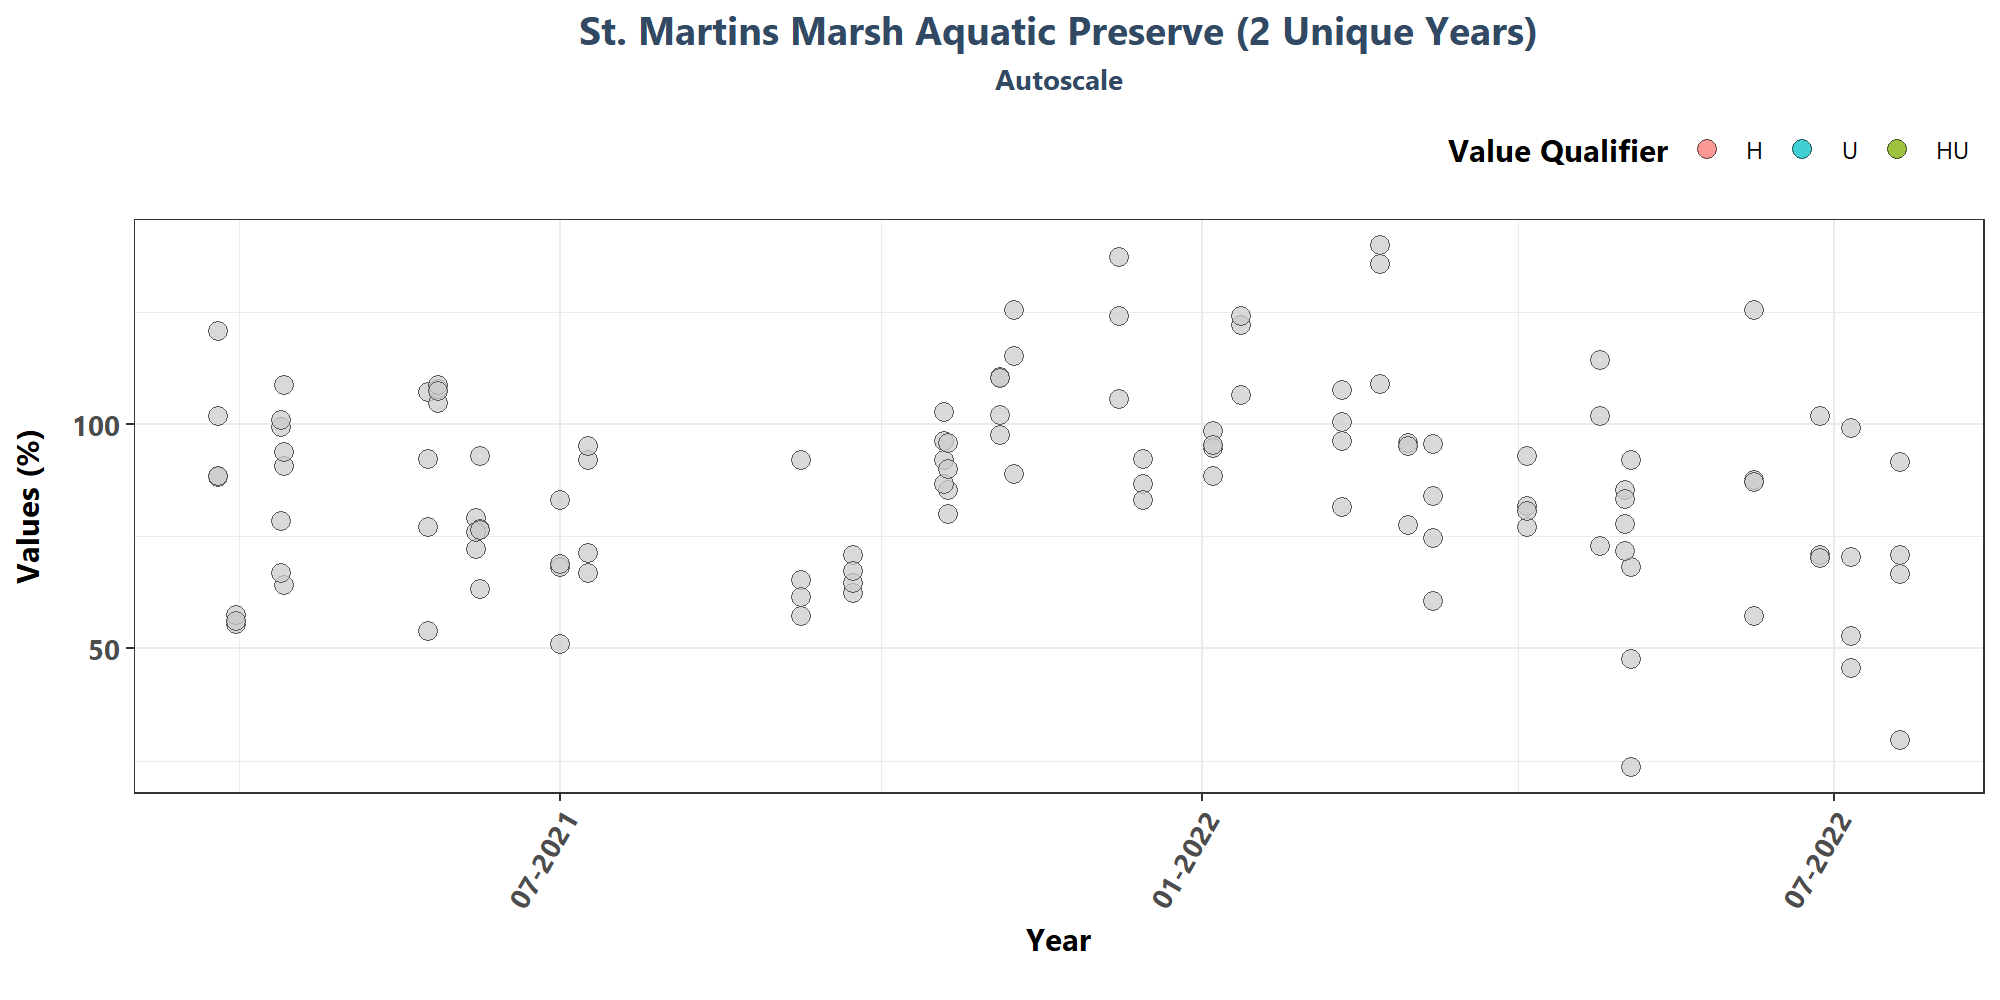 St. Martins Marsh Aquatic Preserve (2 Unique Years)
Autoscale
Value Qualifier H U HU
Values (%)
100
50
07-2021 01-2022 07-2022
Year